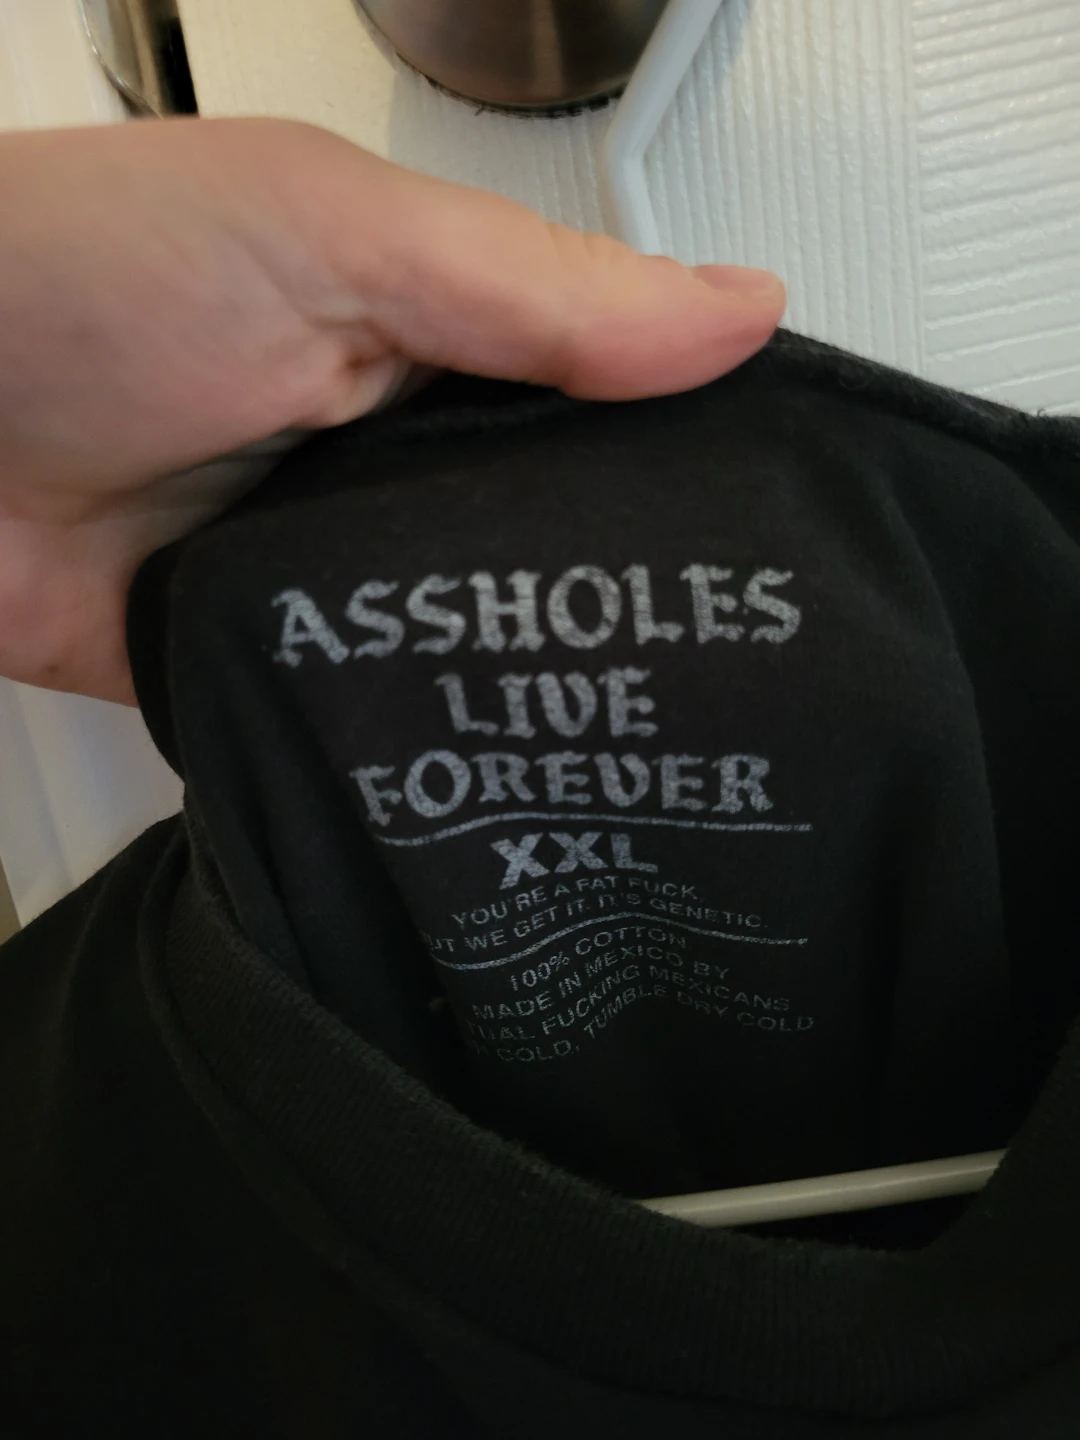 ASSHOLES
LIVE
FOREVER
XXL
YOU'RE A FAT FUCK.
WE GET IT. IT'S GENETIC.
100% COTTON
MADE IN MEXICO BY
FUCKING MEXICANS
COLD, TUMBLE DRY COLD